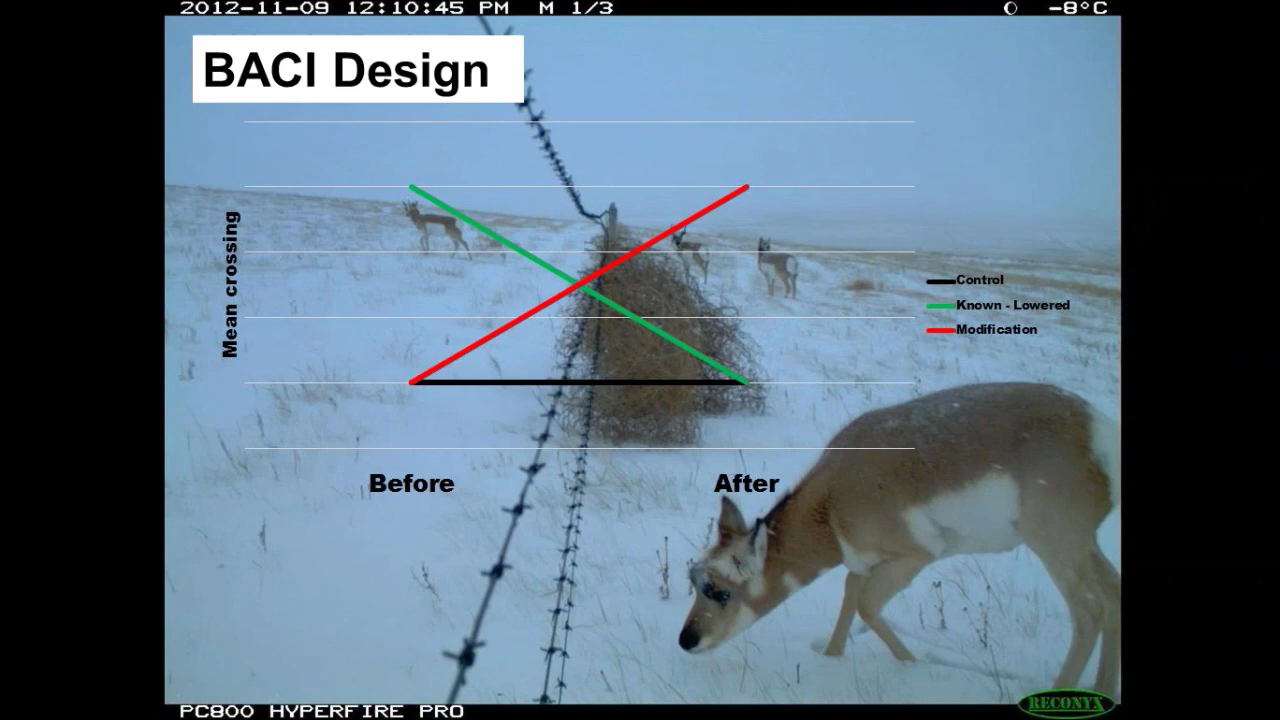 2012-11-09 12:10:45 PM M 1/3 -8°C
BACI Design
Mean crossing
Control
Known - Lowered
Modification
Before After
PC800 HYPERFIRE PRO RECONYX